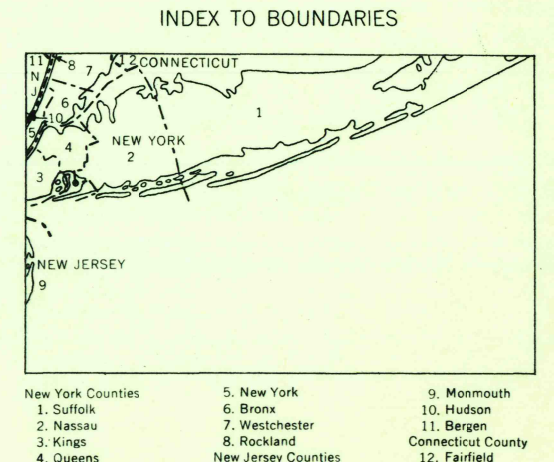 INDEX TO BOUNDARIES
11 8 7 12 CONNECTICUT
N
J 6 1
10
5 4 NEW YORK
2
3
NEW JERSEY
9
New York Counties
1. Suffolk
2. Nassau
3. Kings
4. Queens
5. New York
6. Bronx
7. Westchester
8. Rockland
New Jersey Counties
9. Monmouth
10. Hudson
11. Bergen
Connecticut County
12. Fairfield